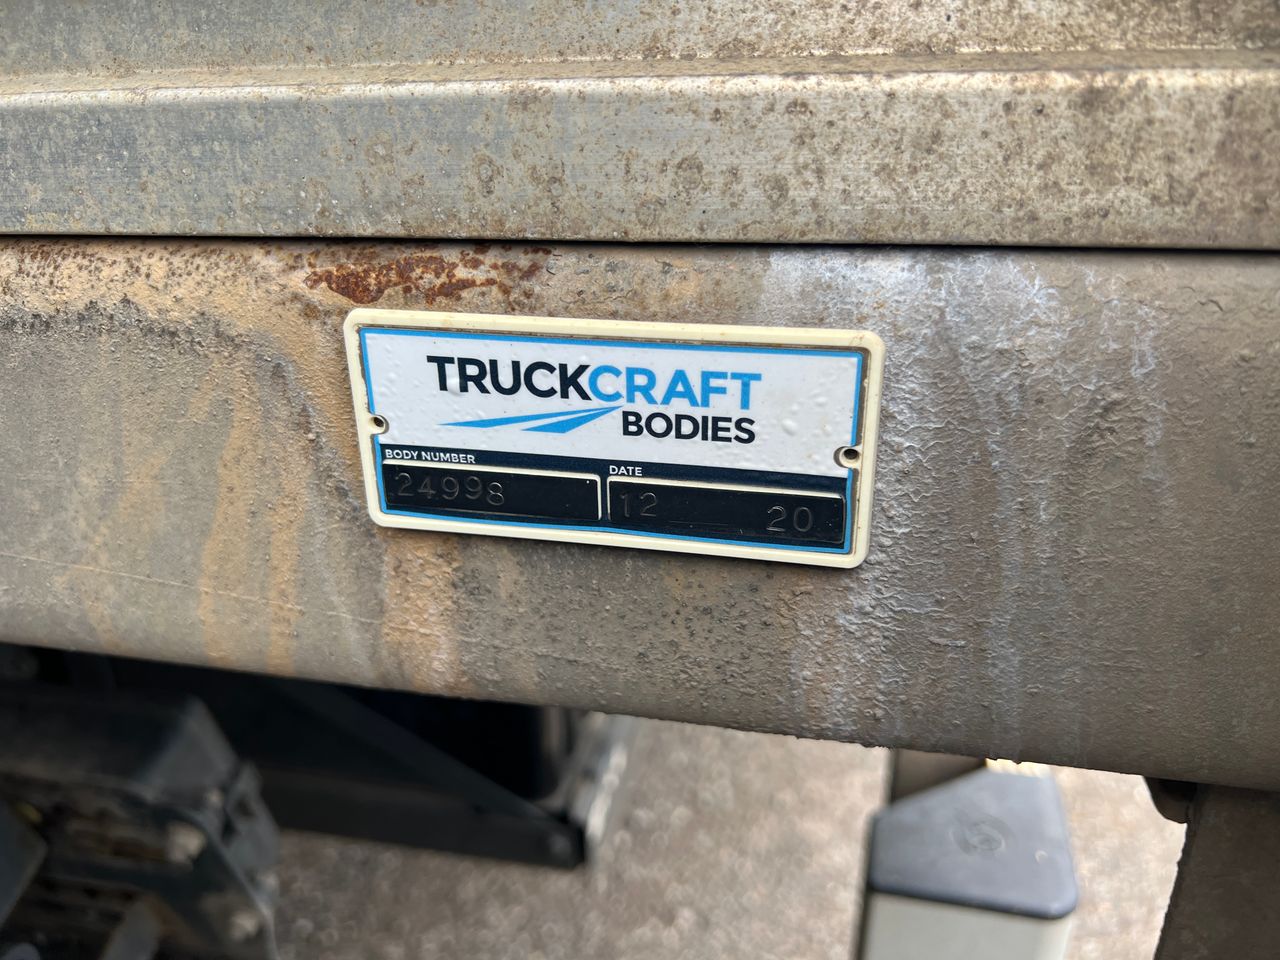 TRUCKCRAFT
BODIES
BODY NUMBER
DATE
24998
12 20